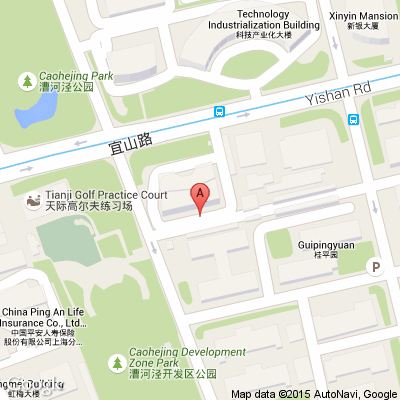 Technology
Industrialization Building
科技产业化大楼
Xinyin Mansion
新银大厦
Caohejing Park
漕河泾公园
Yishan Rd
宜山路
A
Tianji Golf Practice Court
天际高尔夫练习场
Guipingyuan
桂平园
P
China Ping An Life
Insurance Co., Ltd...
中国平安人寿保险
股份有限公司上海分...
Caohejing Development
Zone Park
漕河泾开发区公园
虹梅大楼
Map data ©2015 AutoNavi, Google